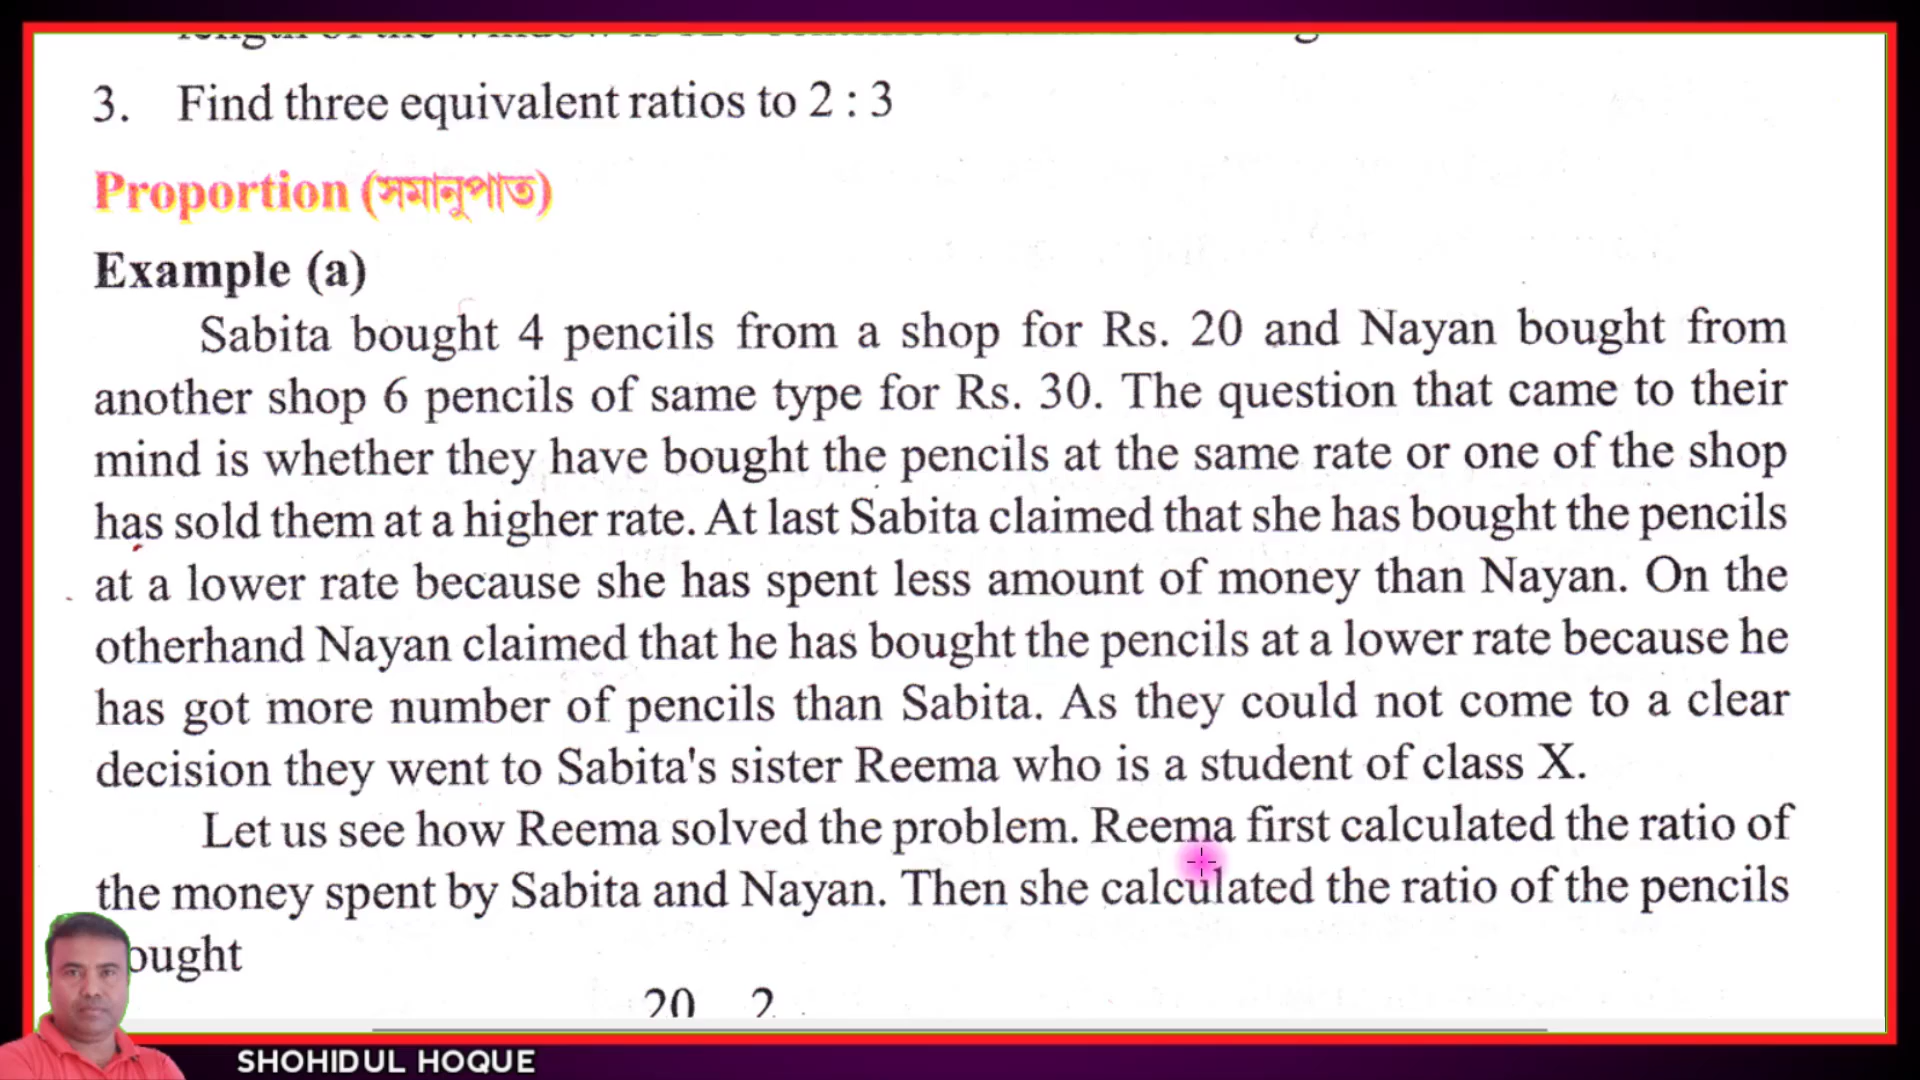 3. Find three equivalent ratios to 2 : 3
Proportion (সমানুপাত)
Example (a)
Sabita bought 4 pencils from a shop for Rs. 20 and Nayan bought from
another shop 6 pencils of same type for Rs. 30. The question that came to their
mind is whether they have bought the pencils at the same rate or one of the shop
has sold them at a higher rate. At last Sabita claimed that she has bought the pencils
at a lower rate because she has spent less amount of money than Nayan. On the
otherhand Nayan claimed that he has bought the pencils at a lower rate because he
has got more number of pencils than Sabita. As they could not come to a clear
decision they went to Sabita's sister Reema who is a student of class X.
Let us see how Reema solved the problem. Reema first calculated the ratio of
the money spent by Sabita and Nayan. Then she calculated the ratio of the pencils
ought
20 2
SHOHIDUL HOQUE